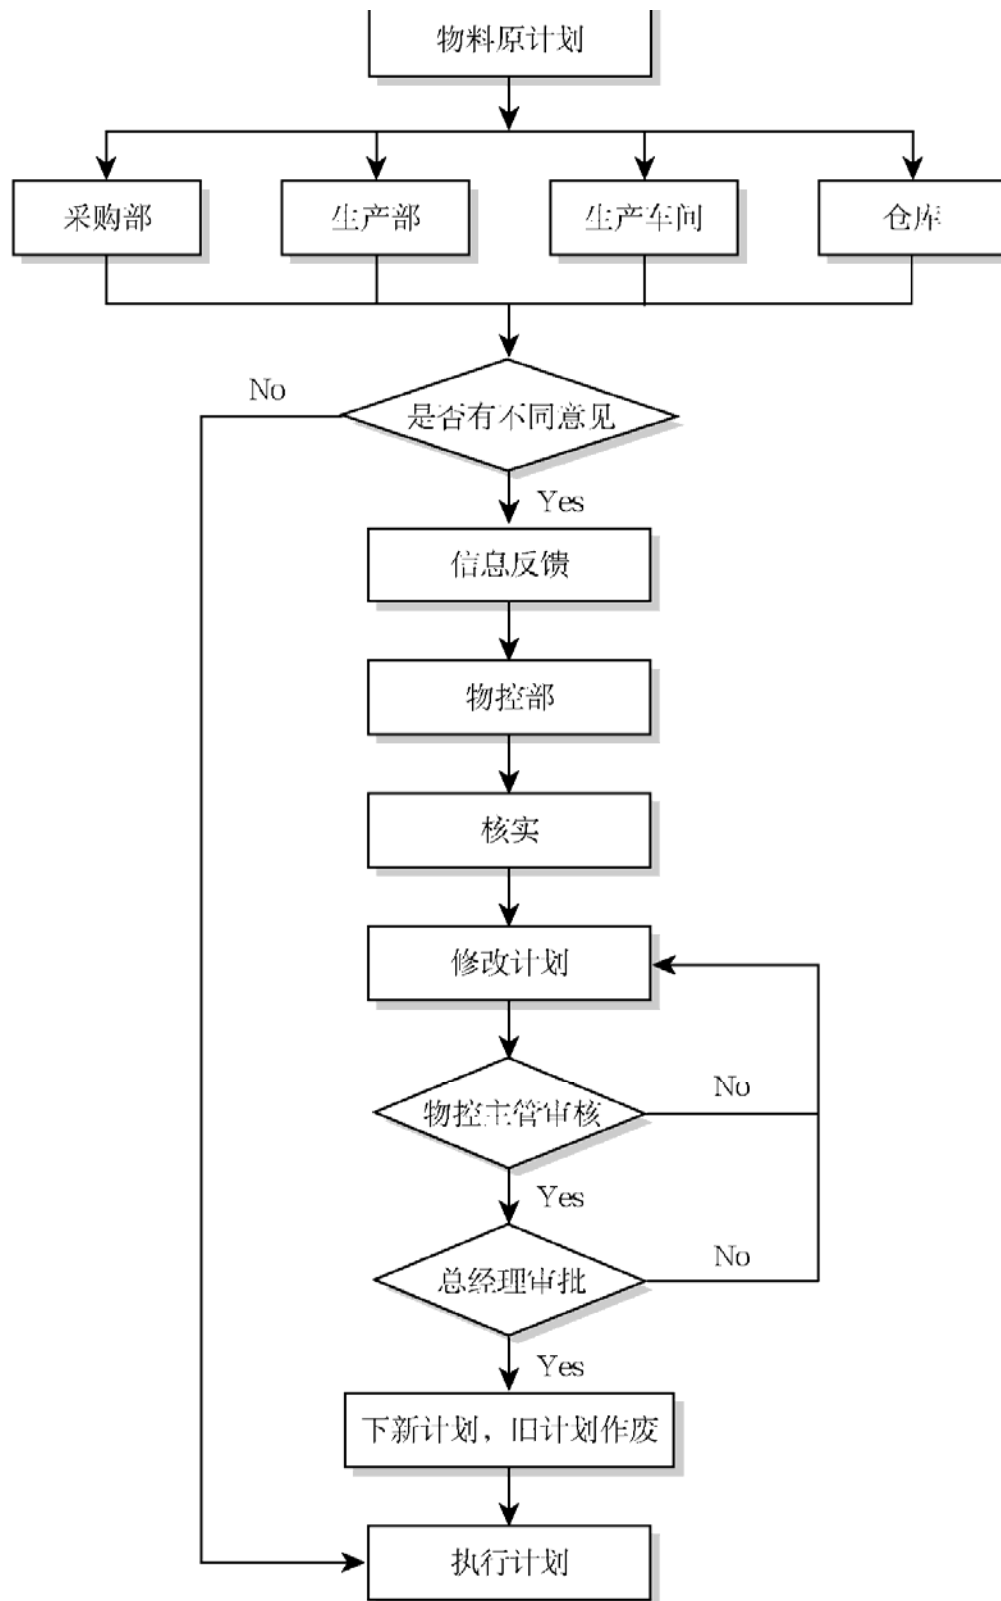 物料原计划
采购部
生产部
生产车间
仓库
No
是否有不同意见
Yes
信息反馈
物控部
核实
修改计划
物控主管审核
No
Yes
总经理审批
No
Yes
下新计划，旧计划作废
执行计划